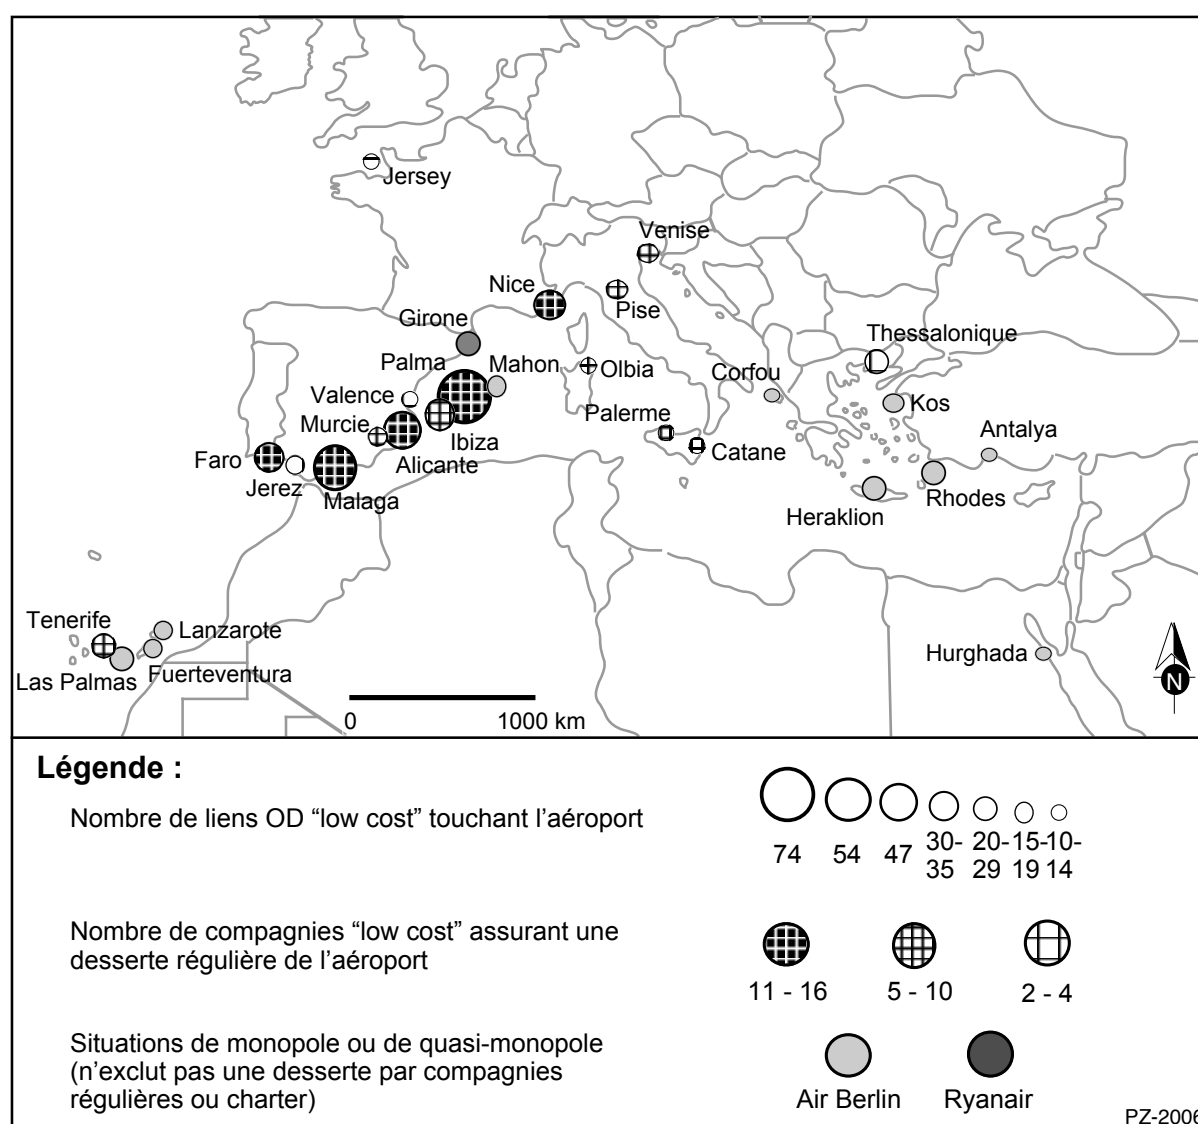 Jersey
Venise
Nice
Pise
Girone
Thessalonique
Palma
Mahon
Olbia
Corfou
Valence
Kos
Murcie
Palerme
Ibiza
Antalya
Faro
Alicante
Catane
Jerez
Malaga
Rhodes
Heraklion
Tenerife
Lanzarote
Hurghada
Las Palmas
Fuerteventura
N
0 1000 km
Légende :
Nombre de liens OD “low cost” touchant l’aéroport
74 54 47 30- 20- 15- 10-
35 29 19 14
Nombre de compagnies “low cost” assurant une
desserte régulière de l’aéroport
11 - 16 5 - 10 2 - 4
Situations de monopole ou de quasi-monopole
(n’exclut pas une desserte par compagnies
régulières ou charter)
Air Berlin Ryanair
PZ-2006